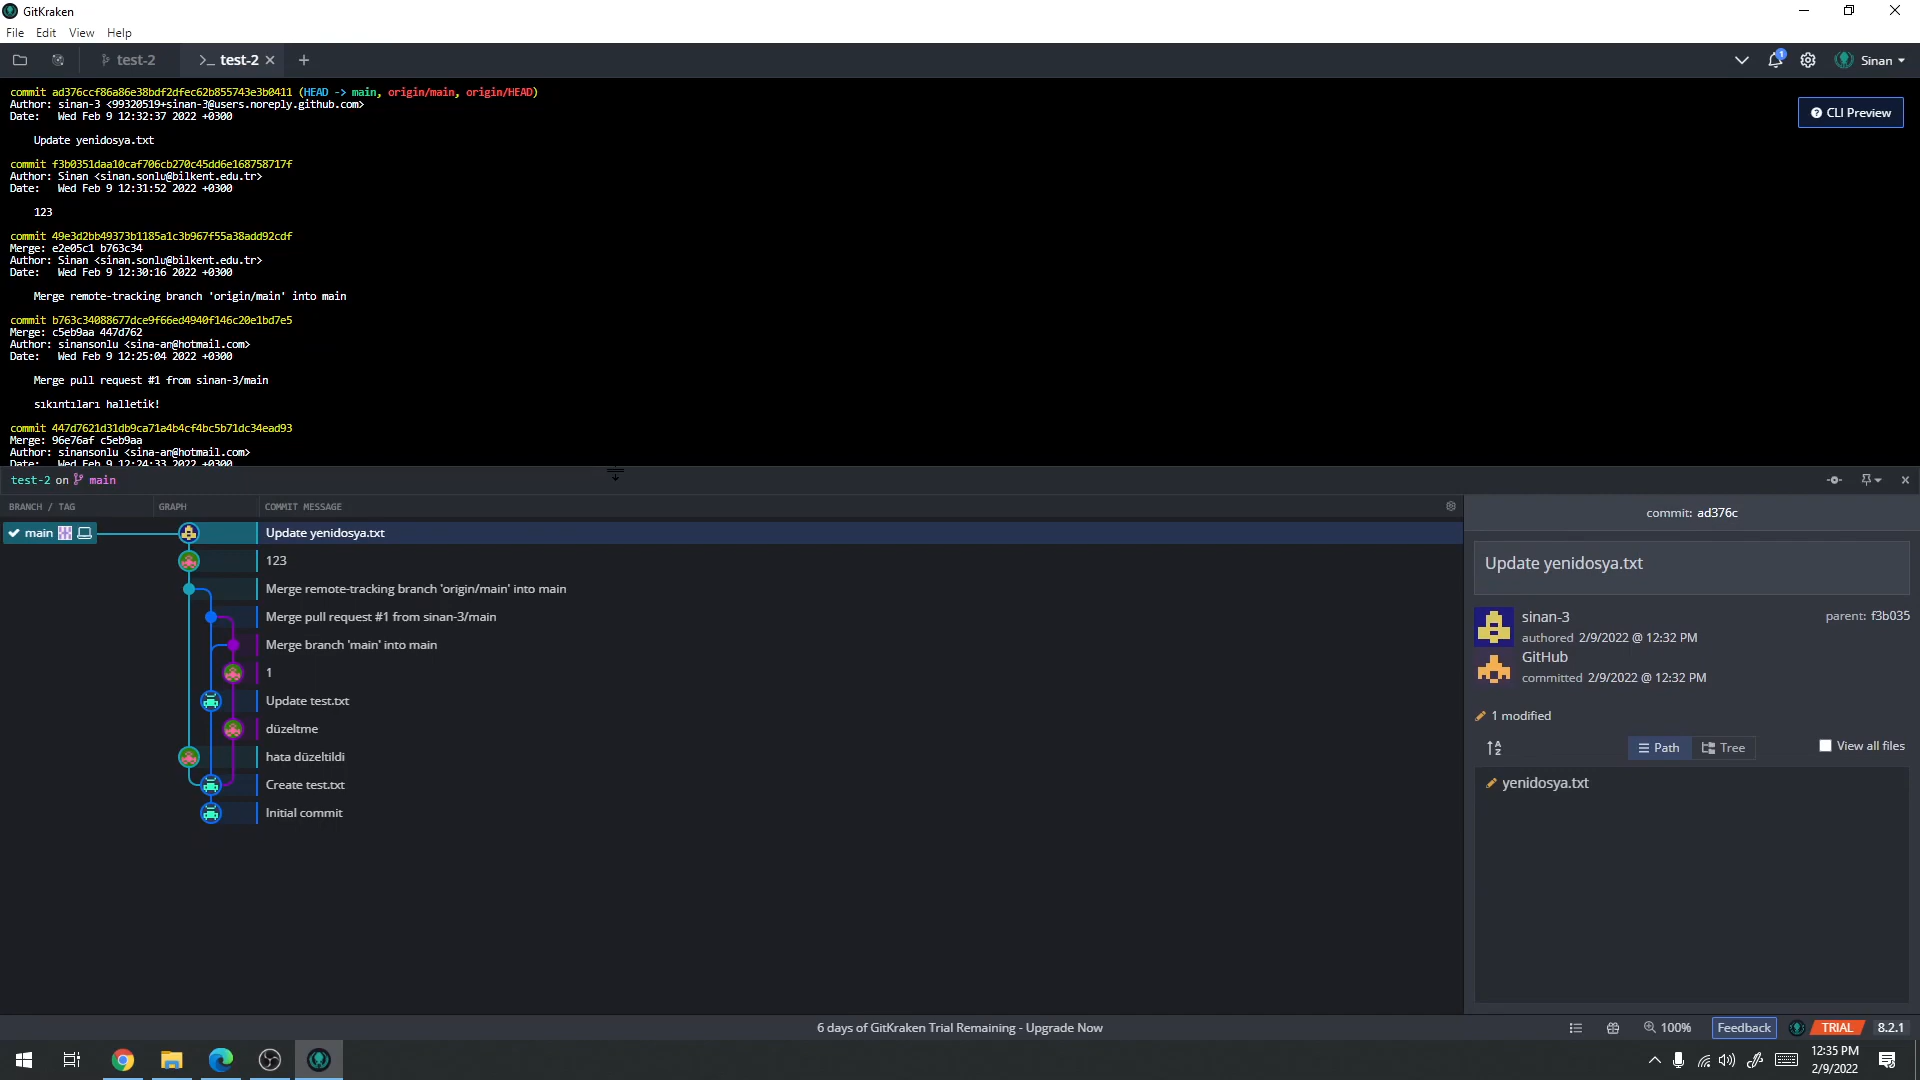 GitKraken
File Edit View Help
test-2 test-2
Sinan
commit ad376ccf86a86e38bdf2dfec62b855743e3b0411 (HEAD -> main, origin/main, origin/HEAD)
Author: sinan-3 <99320519+sinan-3@users.noreply.github.com>
Date:   Wed Feb 9 12:32:37 2022 +0300
CLI Preview
Update yenidosya.txt
commit f3b0351daa10caf706cb270c45dd6e168758717f
Author: Sinan <sinan.sonlu@bilkent.edu.tr>
Date:   Wed Feb 9 12:31:52 2022 +0300
123
commit 49e3d2bb49373b1185a1c3b967f55a38add92cdf
Merge: e2e05c1 b763c34
Author: Sinan <sinan.sonlu@bilkent.edu.tr>
Date:   Wed Feb 9 12:30:16 2022 +0300
Merge remote-tracking branch 'origin/main' into main
commit b763c34088677dce9f66ed4940f146c20e1bd7e5
Merge: c5eb9aa 447d762
Author: sinansonlu <sina-an@hotmail.com>
Date:   Wed Feb 9 12:25:04 2022 +0300
Merge pull request #1 from sinan-3/main
sıkıntıları halletik!
commit 447d7621d31db9ca71a4b4cf4bc5b71dc34ead93
Merge: 96e76af c5eb9aa
Author: sinansonlu <sina-an@hotmail.com>
Date:   Wed Feb 9 12:24:33 2022 +0300
test-2 on main
BRANCH / TAG GRAPH COMMIT MESSAGE
main
Update yenidosya.txt
123
Merge remote-tracking branch 'origin/main' into main
Merge pull request #1 from sinan-3/main
Merge branch 'main' into main
1
Update test.txt
düzeltme
hata düzeltildi
Create test.txt
Initial commit
commit: ad376c
Update yenidosya.txt
sinan-3 parent: f3b035
authored 2/9/2022 @ 12:32 PM
GitHub
committed 2/9/2022 @ 12:32 PM
1 modified
Path Tree View all files
yenidosya.txt
6 days of GitKraken Trial Remaining - Upgrade Now
100% Feedback TRIAL 8.2.1
12:35 PM
2/9/2022